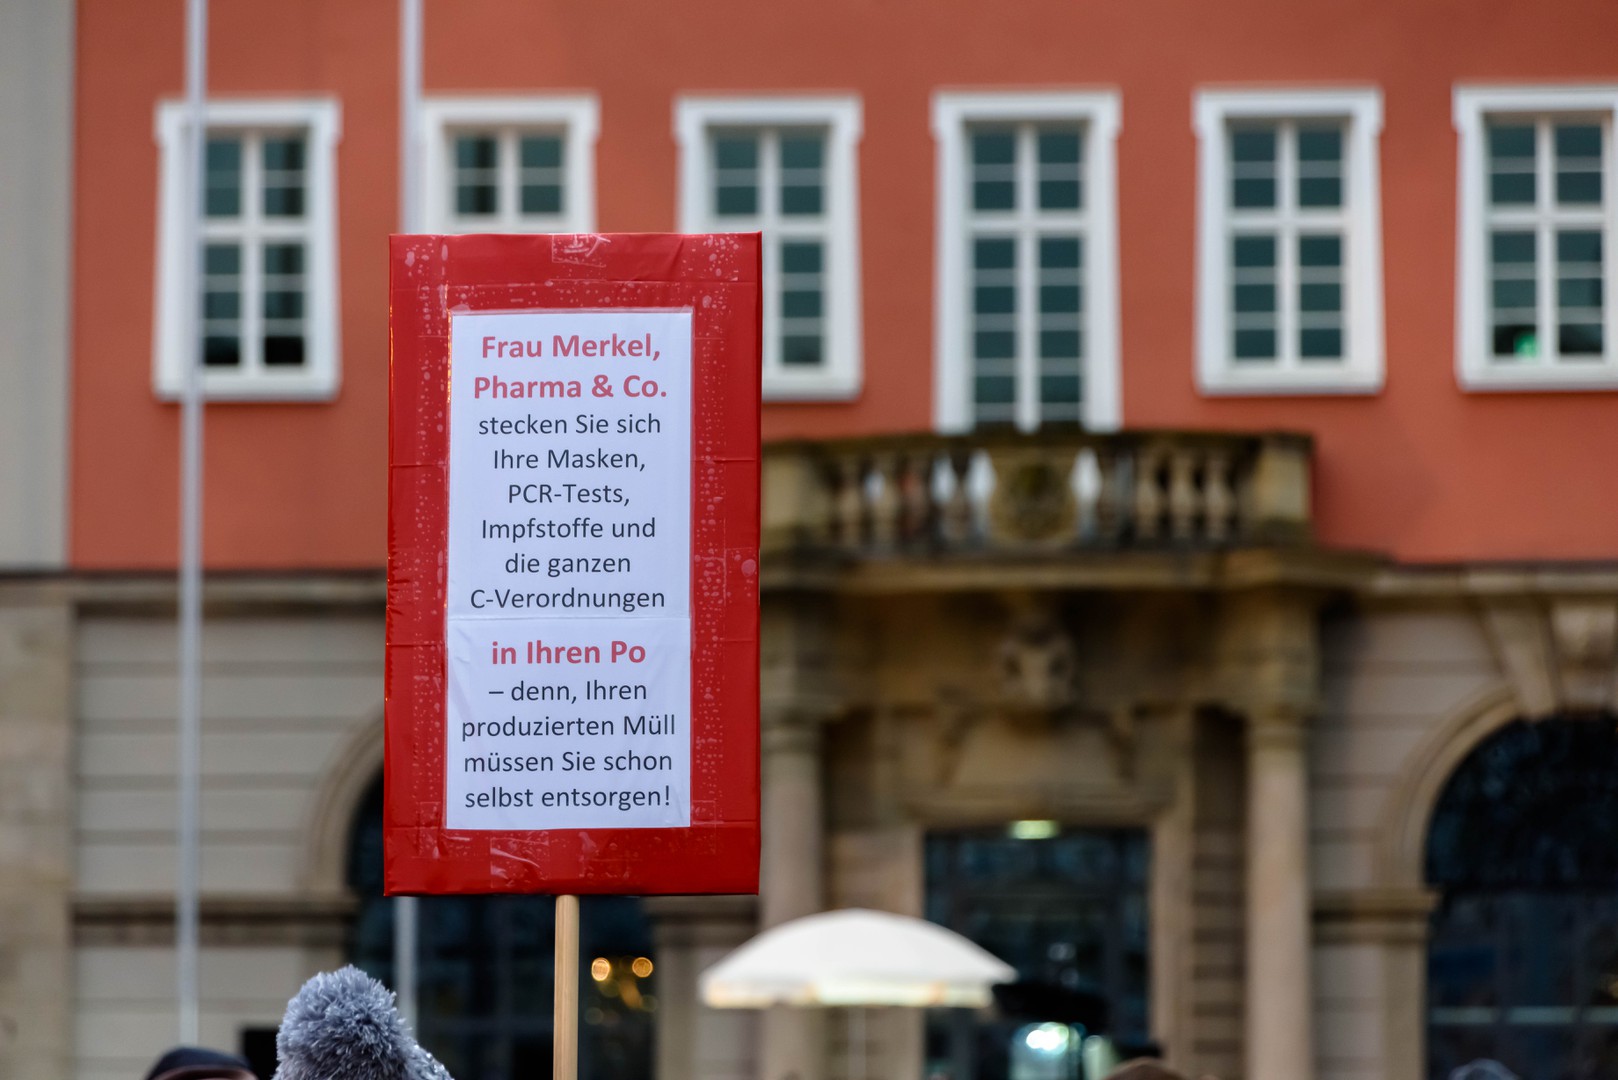 Frau Merkel,
Pharma & Co.
stecken Sie sich
Ihre Masken,
PCR-Tests,
Impfstoffe und
die ganzen
C-Verordnungen
in Ihren Po
– denn, Ihren
produzierten Müll
müssen Sie schon
selbst entsorgen!